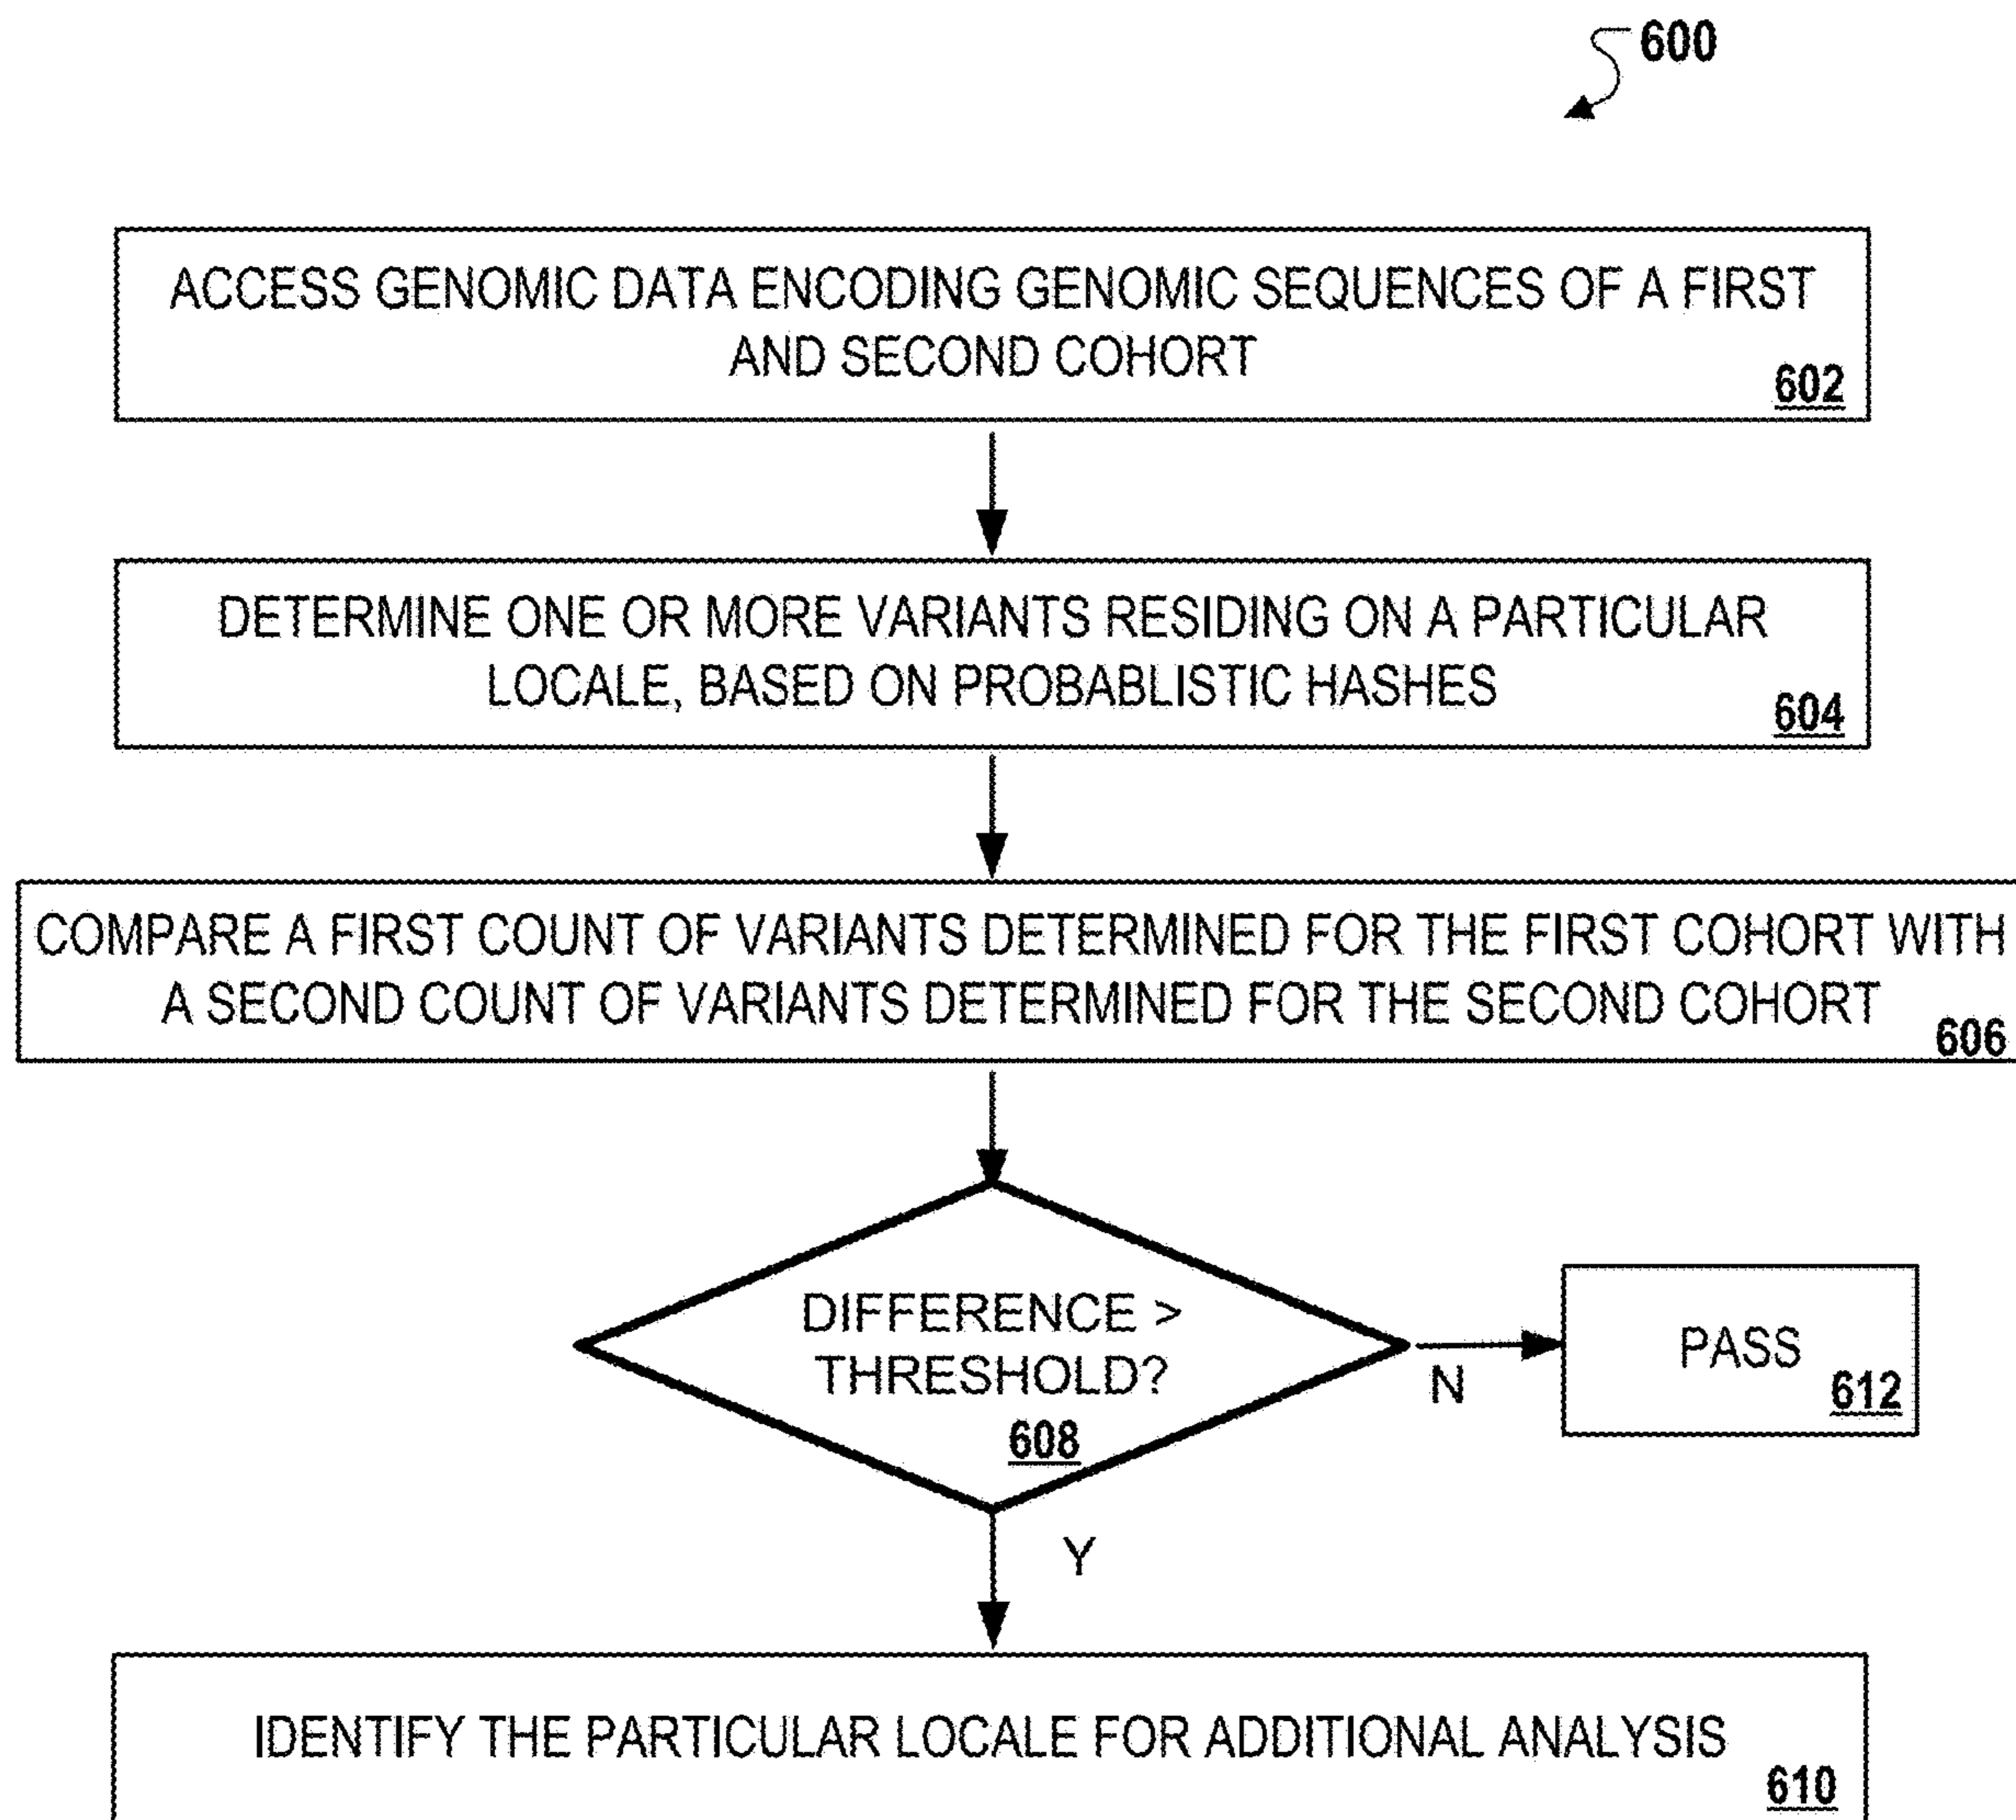 600
ACCESS GENOMIC DATA ENCODING GENOMIC SEQUENCES OF A FIRST
AND SECOND COHORT
602
DETERMINE ONE OR MORE VARIANTS RESIDING ON A PARTICULAR
LOCALE, BASED ON PROBABLISTIC HASHES
604
COMPARE A FIRST COUNT OF VARIANTS DETERMINED FOR THE FIRST COHORT WITH
A SECOND COUNT OF VARIANTS DETERMINED FOR THE SECOND COHORT
606
DIFFERENCE >
THRESHOLD?
608
N
PASS
612
Y
IDENTIFY THE PARTICULAR LOCALE FOR ADDITIONAL ANALYSIS
610